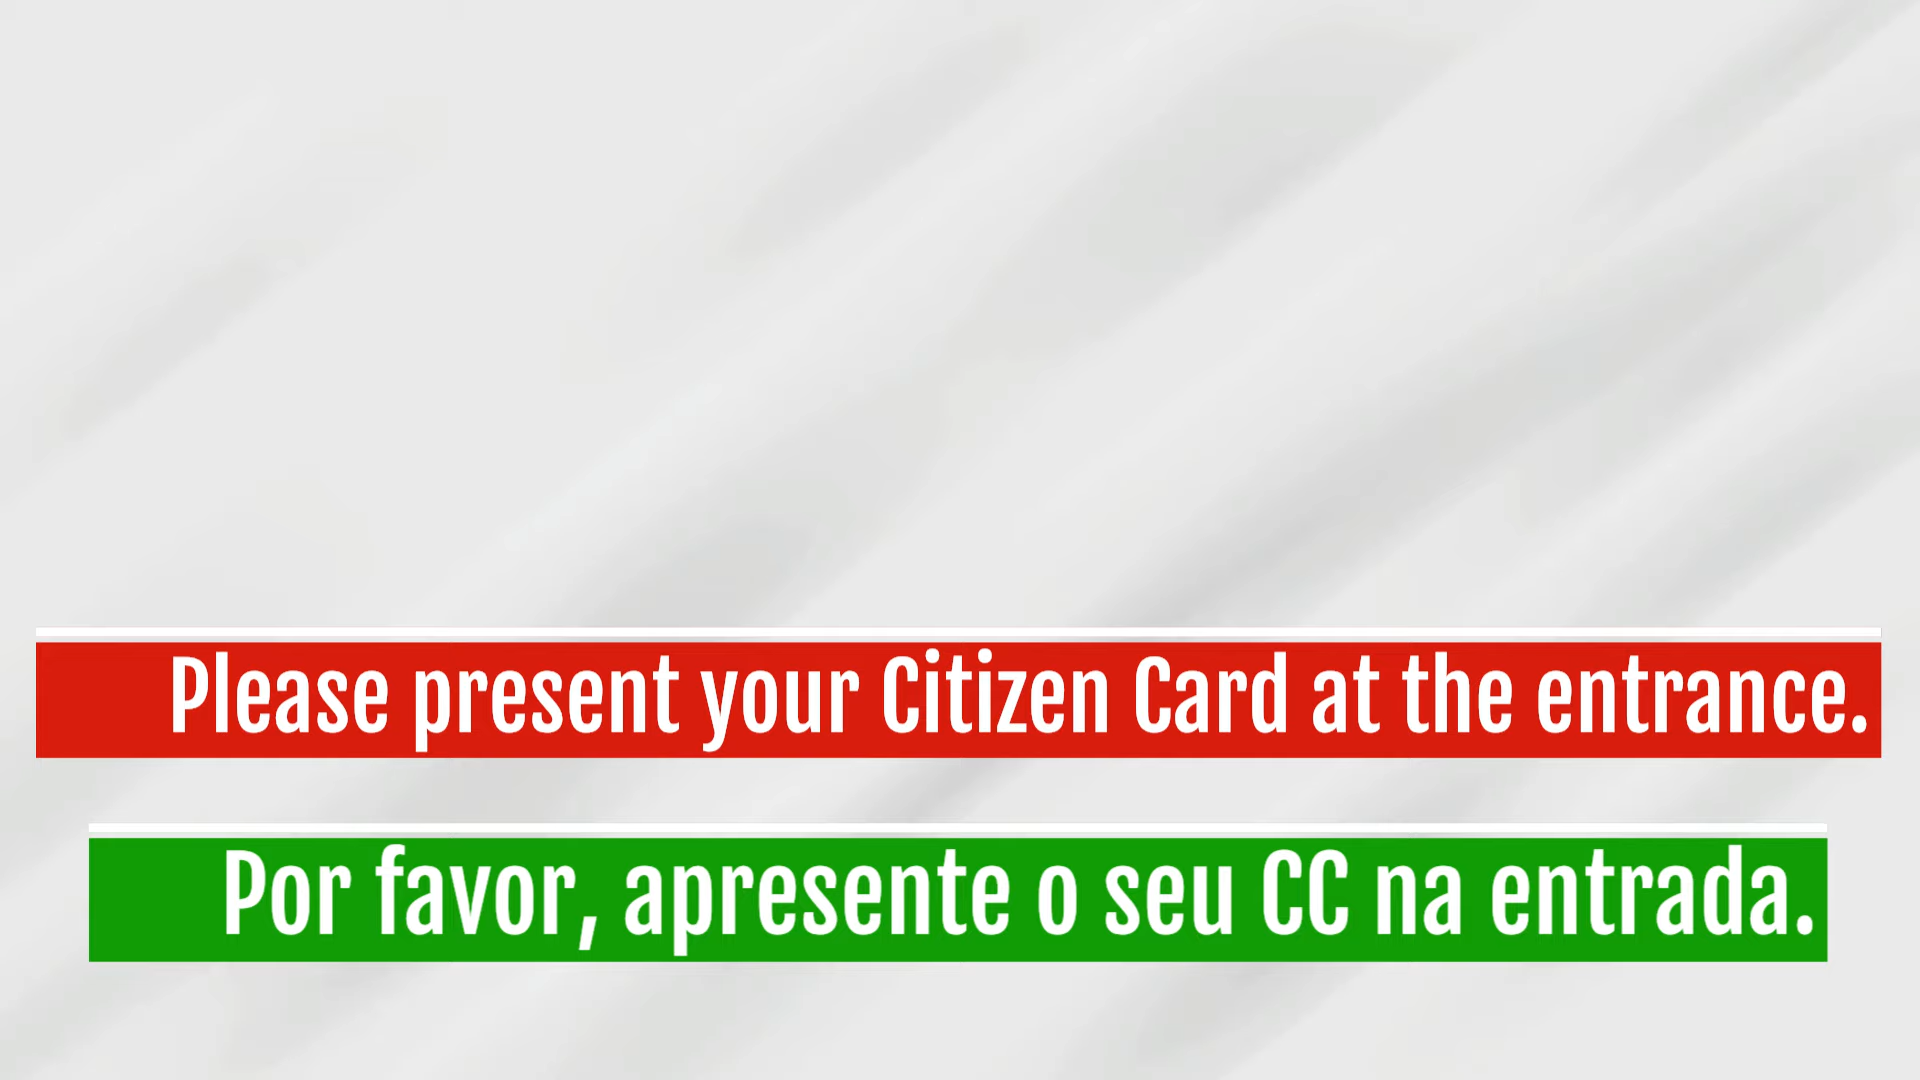 Please present your Citizen Card at the entrance.
Por favor, apresente o seu CC na entrada.